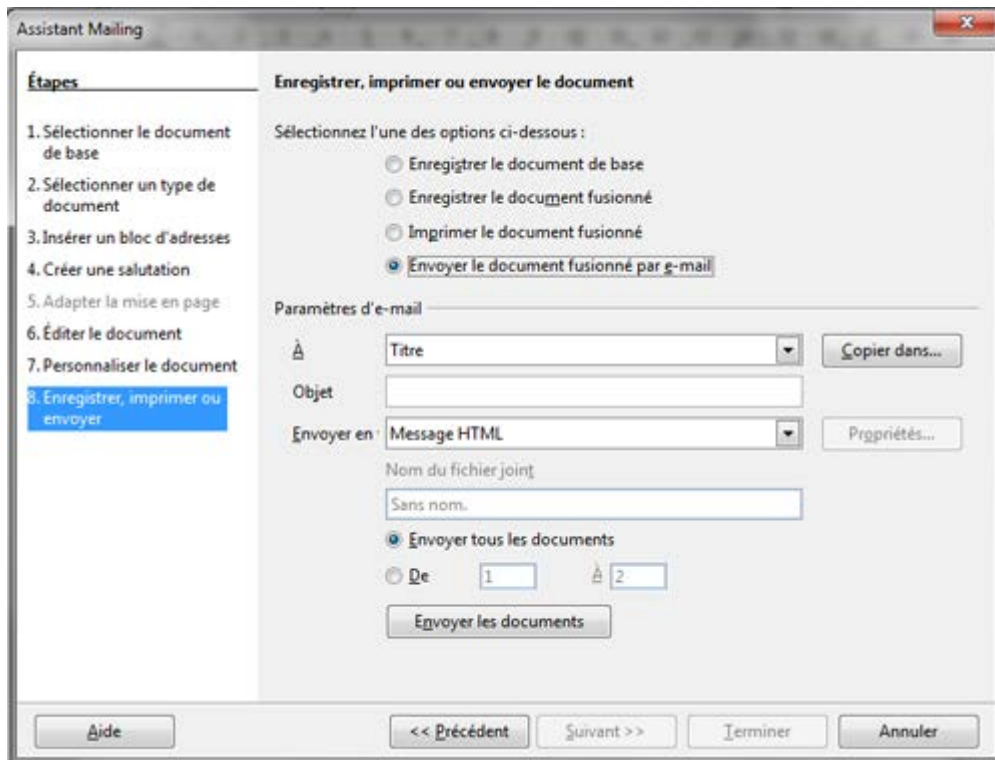 Assistant Mailing
Étapes
1. Sélectionner le document
de base
2. Sélectionner un type de
document
3. Insérer un bloc d'adresses
4. Créer une salutation
5. Adapter la mise en page
6. Éditer le document
7. Personnaliser le document
8. Enregistrer, imprimer ou
envoyer
Enregistrer, imprimer ou envoyer le document
Sélectionnez l'une des options ci-dessous :
Enregistrer le document de base
Enregistrer le document fusionné
Imprimer le document fusionné
Envoyer le document fusionné par e-mail
Paramètres d'e-mail
À Titre Copier dans...
Objet
Envoyer en Message HTML Propriétés...
Nom du fichier joint
Sans nom.
Envoyer tous les documents
De 1 À 2
Envoyer les documents
Aide << Précédent Suivant >> Terminer Annuler